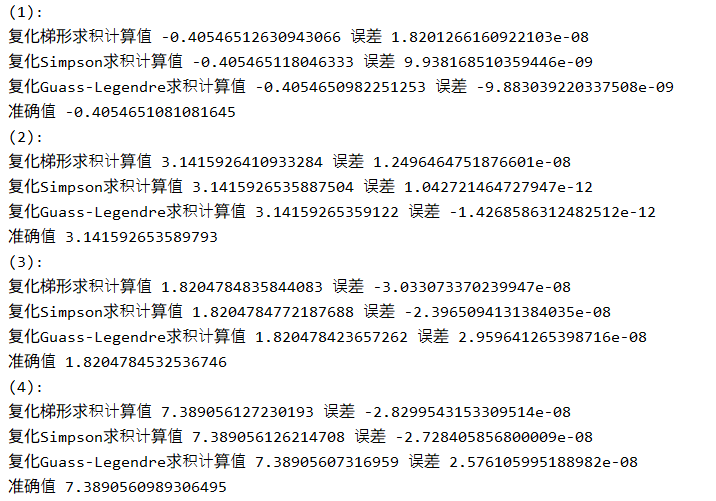 (1):
复化梯形求积计算值 -0.40546512630943066 误差 1.8201266160922103e-08
复化Simpson求积计算值 -0.405465118046333 误差 9.938168510359446e-09
复化Guass-Legendre求积计算值 -0.4054650982251253 误差 -9.883039220337508e-09
准确值 -0.4054651081081645
(2):
复化梯形求积计算值 3.1415926410933284 误差 1.2496464751876601e-08
复化Simpson求积计算值 3.1415926535887504 误差 1.042721464727947e-12
复化Guass-Legendre求积计算值 3.14159265359122 误差 -1.4268586312482512e-12
准确值 3.141592653589793
(3):
复化梯形求积计算值 1.8204784835844083 误差 -3.033073370239947e-08
复化Simpson求积计算值 1.8204784772187688 误差 -2.3965094131384035e-08
复化Guass-Legendre求积计算值 1.820478423657262 误差 2.959641265398716e-08
准确值 1.8204784532536746
(4):
复化梯形求积计算值 7.389056127230193 误差 -2.8299543153309514e-08
复化Simpson求积计算值 7.389056126214708 误差 -2.728405856800009e-08
复化Guass-Legendre求积计算值 7.38905607316959 误差 2.576105995188982e-08
准确值 7.3890560989306495